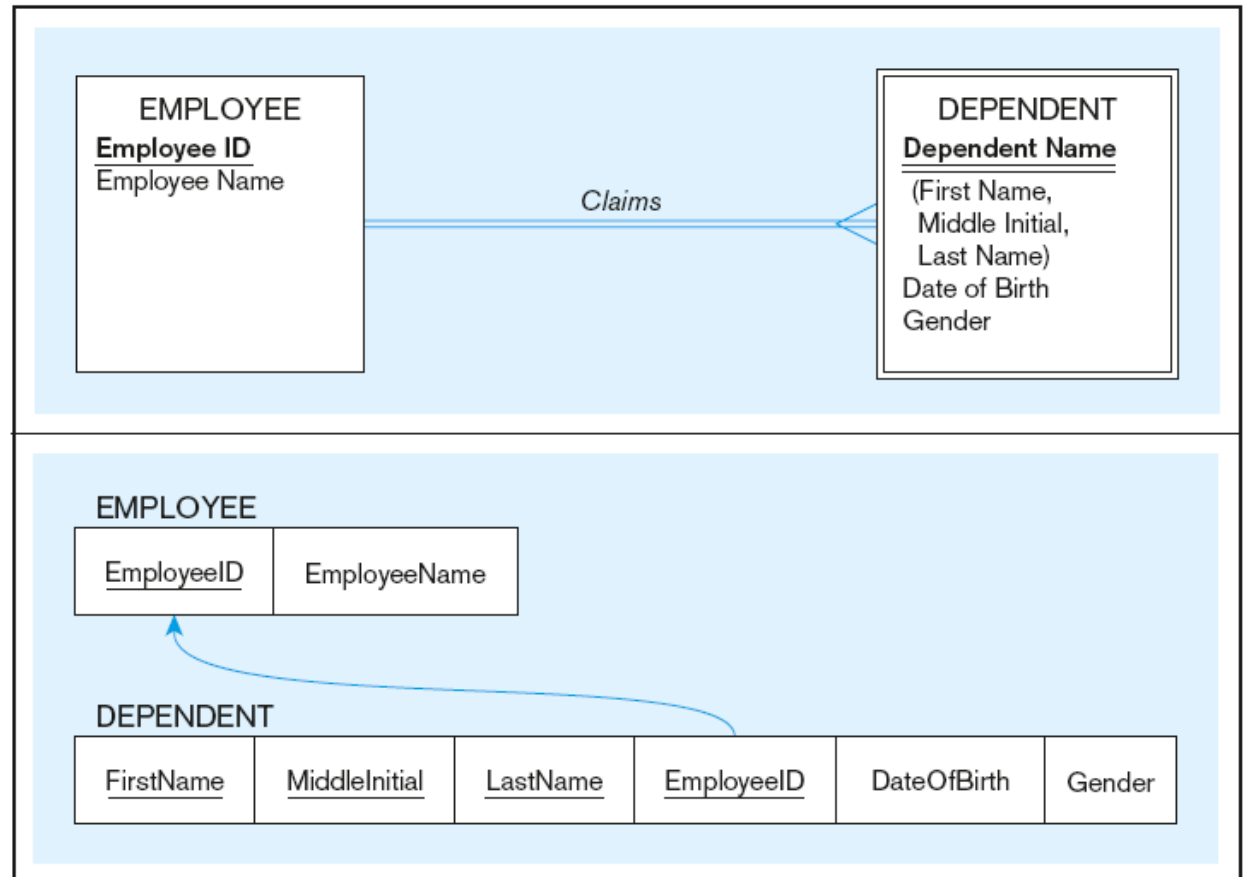 EMPLOYEE
Employee ID
Employee Name
Claims
DEPENDENT
Dependent Name
(First Name,
Middle Initial,
Last Name)
Date of Birth
Gender
EMPLOYEE
EmployeeID EmployeeName
DEPENDENT
FirstName MiddleInitial LastName EmployeeID DateOfBirth Gender